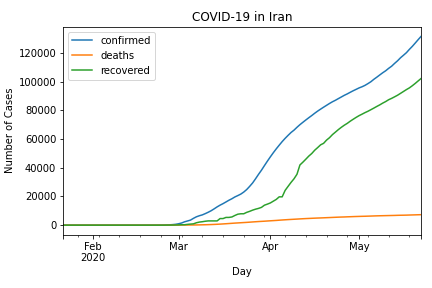 COVID-19 in Iran
confirmed
deaths
recovered
Number of Cases
120000
100000
80000
60000
40000
20000
0
Feb
2020
Mar
Apr
May
Day